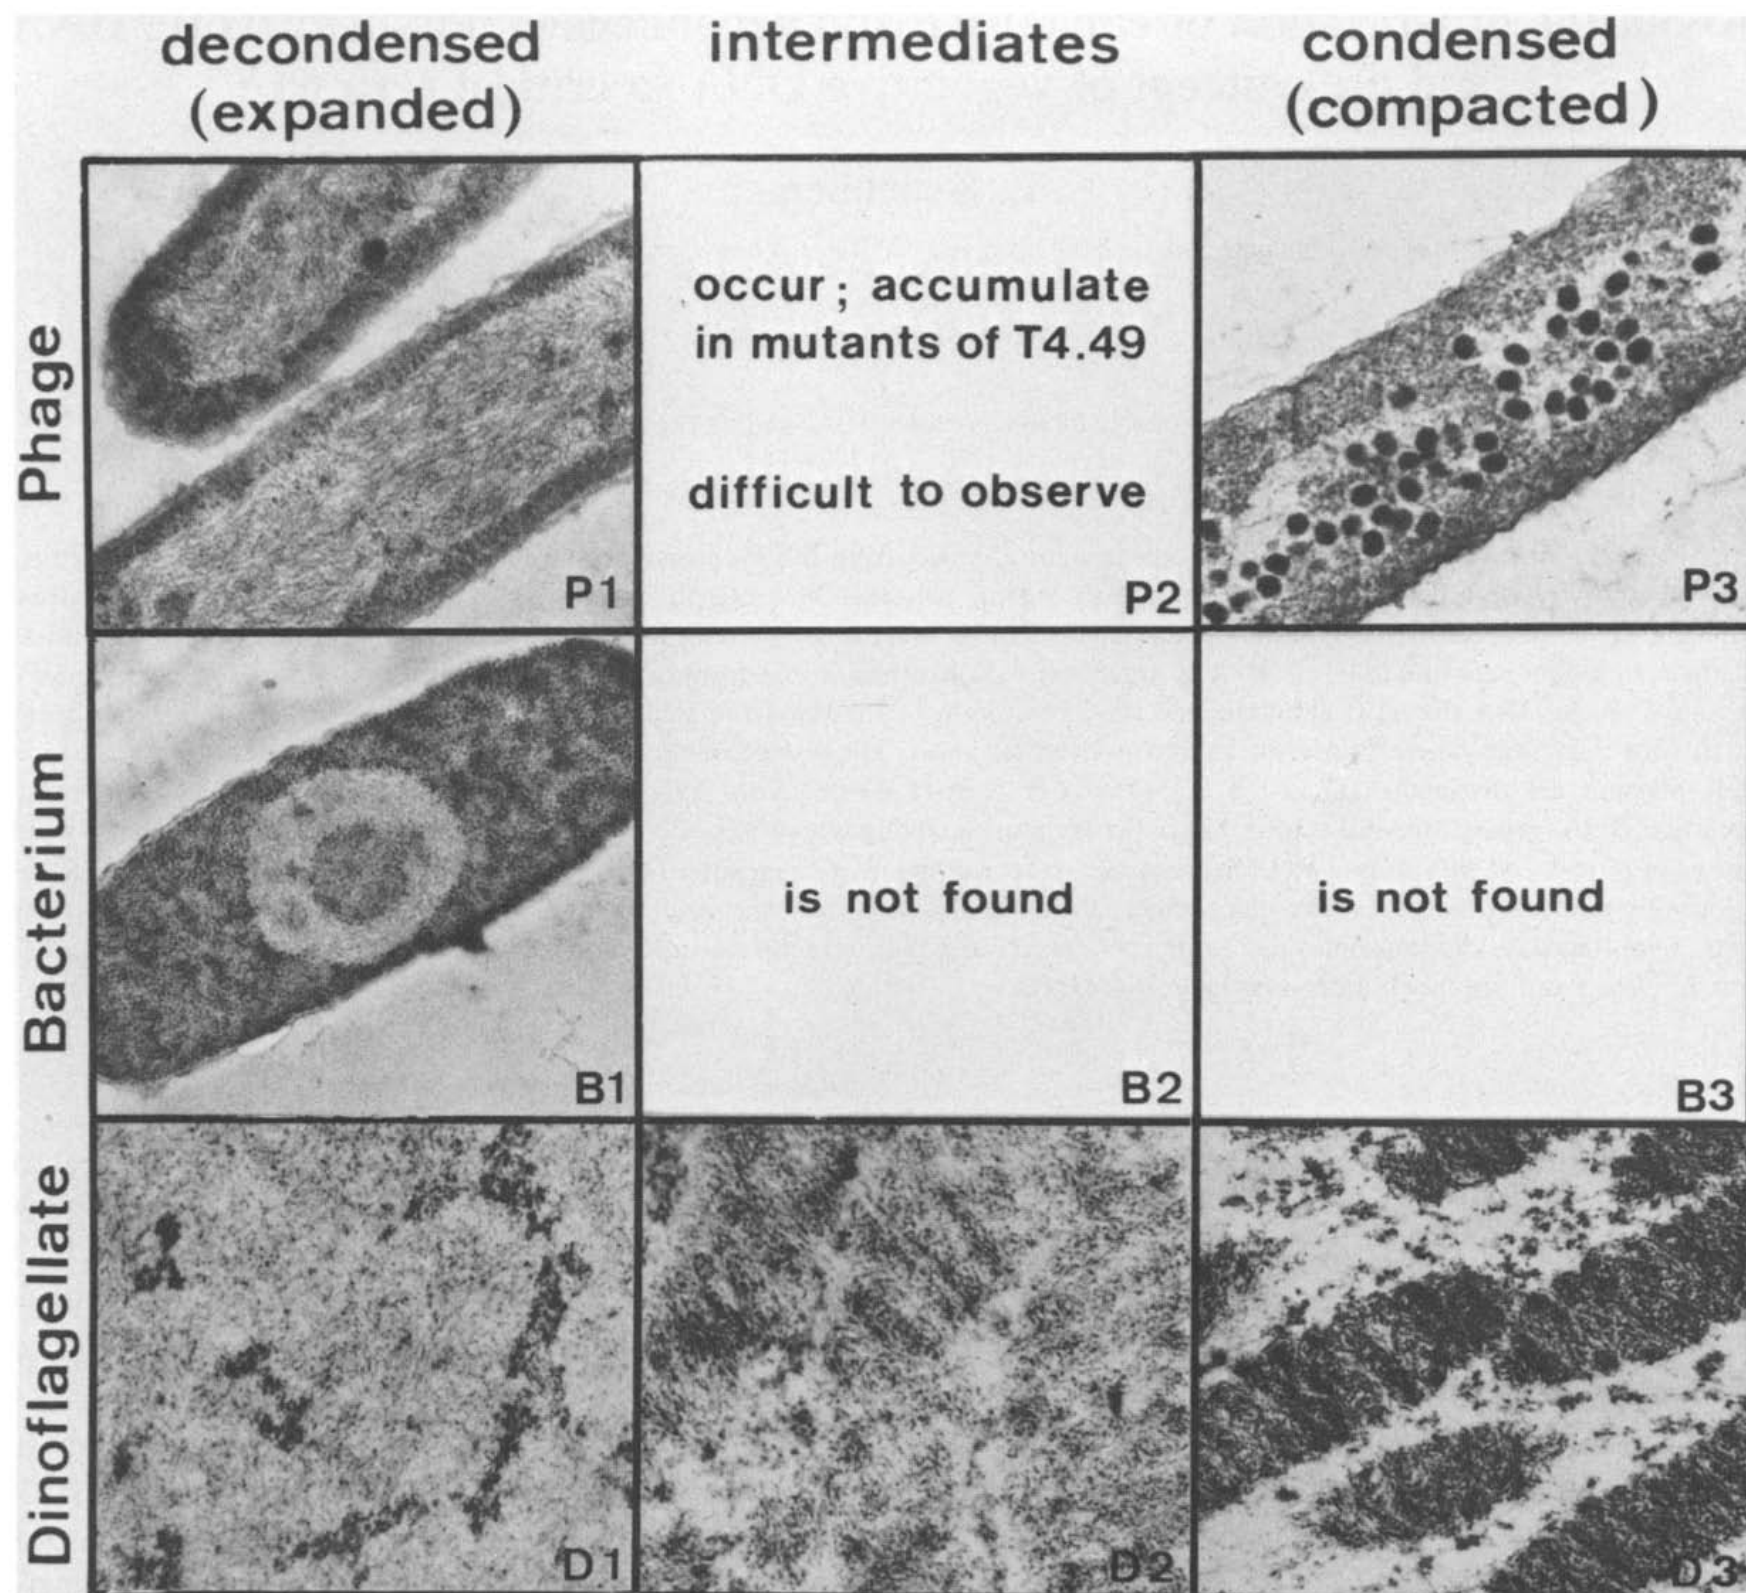 decondensed
(expanded)
intermediates
condensed
(compacted)
Phage
P1
occur; accumulate
in mutants of T4.49
difficult to observe
P2
P3
Bacterium
B1
is not found
B2
is not found
B3
Dinoflagellate
D1
D2
D3